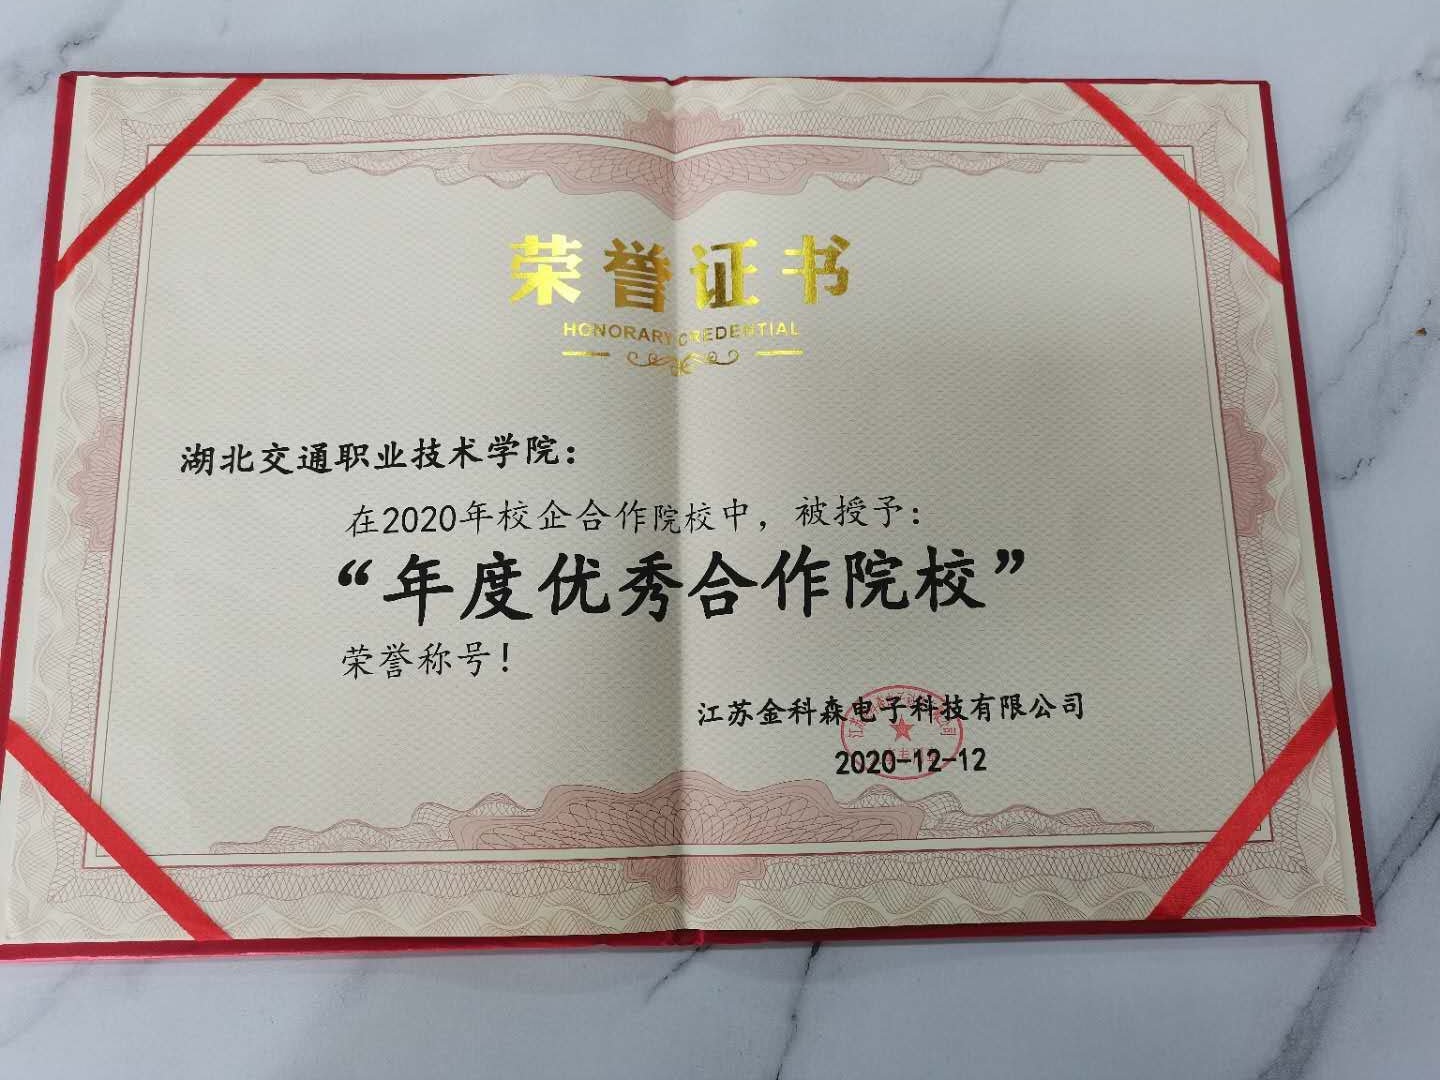 荣誉证书
HONORARY CREDENTIAL
湖北交通职业技术学院：
在2020年校企合作院校中，被授予：
“年度优秀合作院校”
荣誉称号！
江苏金科森电子科技有限公司
2020-12-12